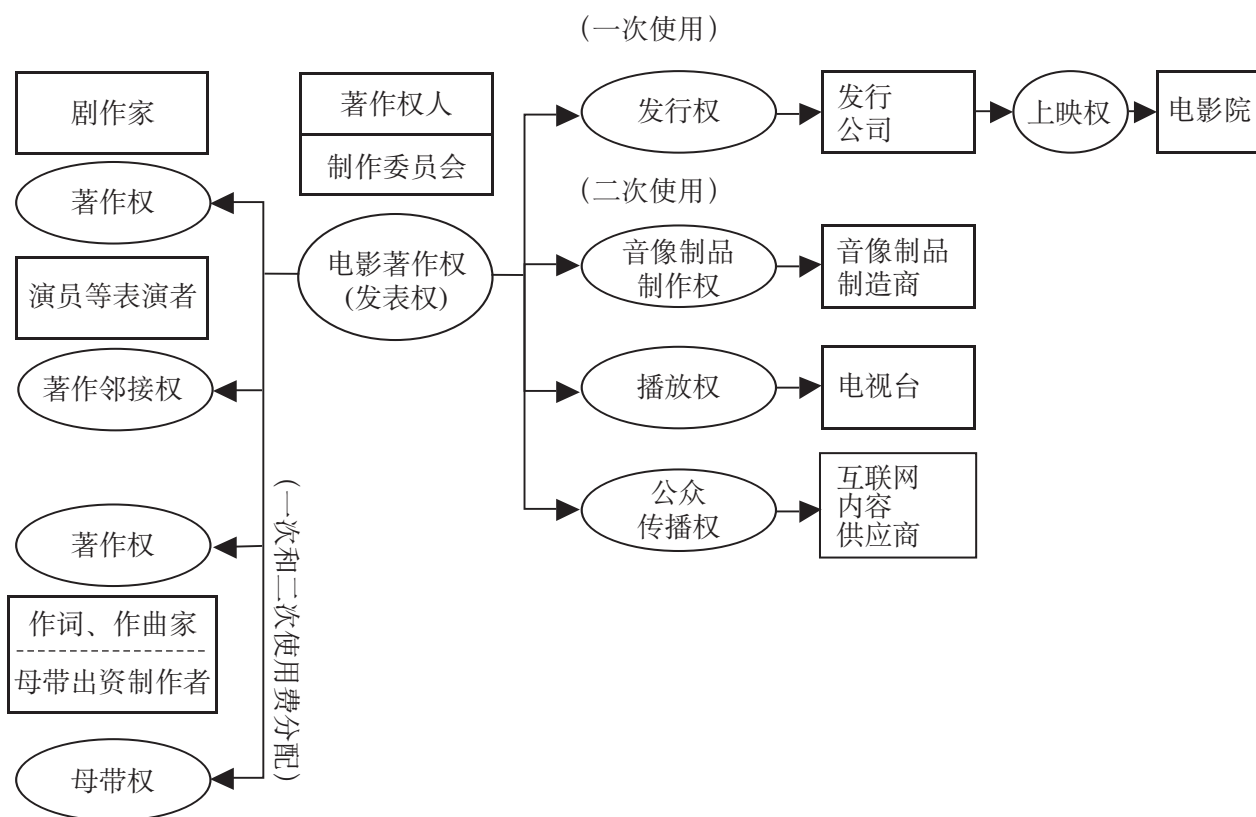 (一次使用)
剧作家
著作权
演员等表演者
著作邻接权
著作权
作词、作曲家
母带出资制作者
母带权
(一次和二次使用费分配)
著作权人
制作委员会
电影著作权
(发表权)
发行权
发行
公司
上映权
电影院
(二次使用)
音像制品
制作权
音像制品
制造商
播放权
电视台
公众
传播权
互联网
内容
供应商